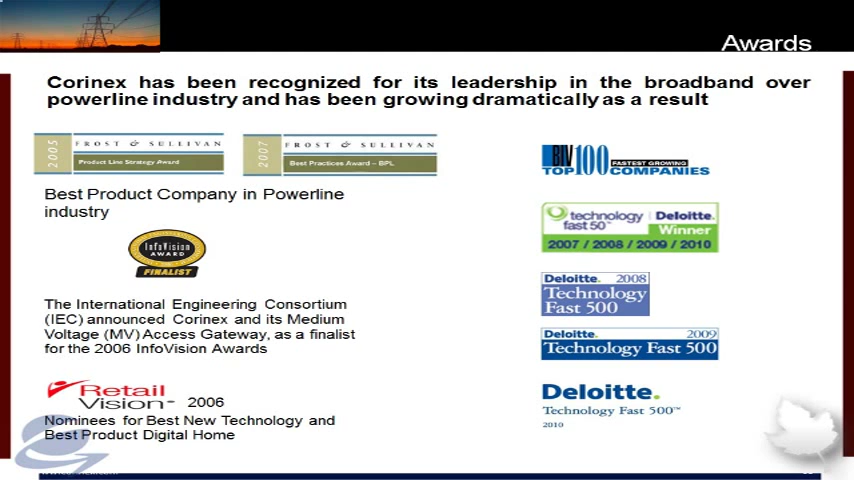 Awards
Corinex has been recognized for its leadership in the broadband over
powerline industry and has been growing dramatically as a result
2005
FROST & SULLIVAN
Product Line Strategy Award
2007
FROST & SULLIVAN
Best Practices Award – BPL
Best Product Company in Powerline
industry
InfoVision
AWARD
FINALIST
The International Engineering Consortium
(IEC) announced Corinex and its Medium
Voltage (MV) Access Gateway, as a finalist
for the 2006 InfoVision Awards
Retail
Vision 2006
Nominees for Best New Technology and
Best Product Digital Home
BIV 100 FASTEST GROWING
TOP COMPANIES
technology Deloitte.
fast 50™ Winner
2007 / 2008 / 2009 / 2010
Deloitte. 2008
Technology
Fast 500
Deloitte. 2009
Technology Fast 500
Deloitte.
Technology Fast 500™
2010